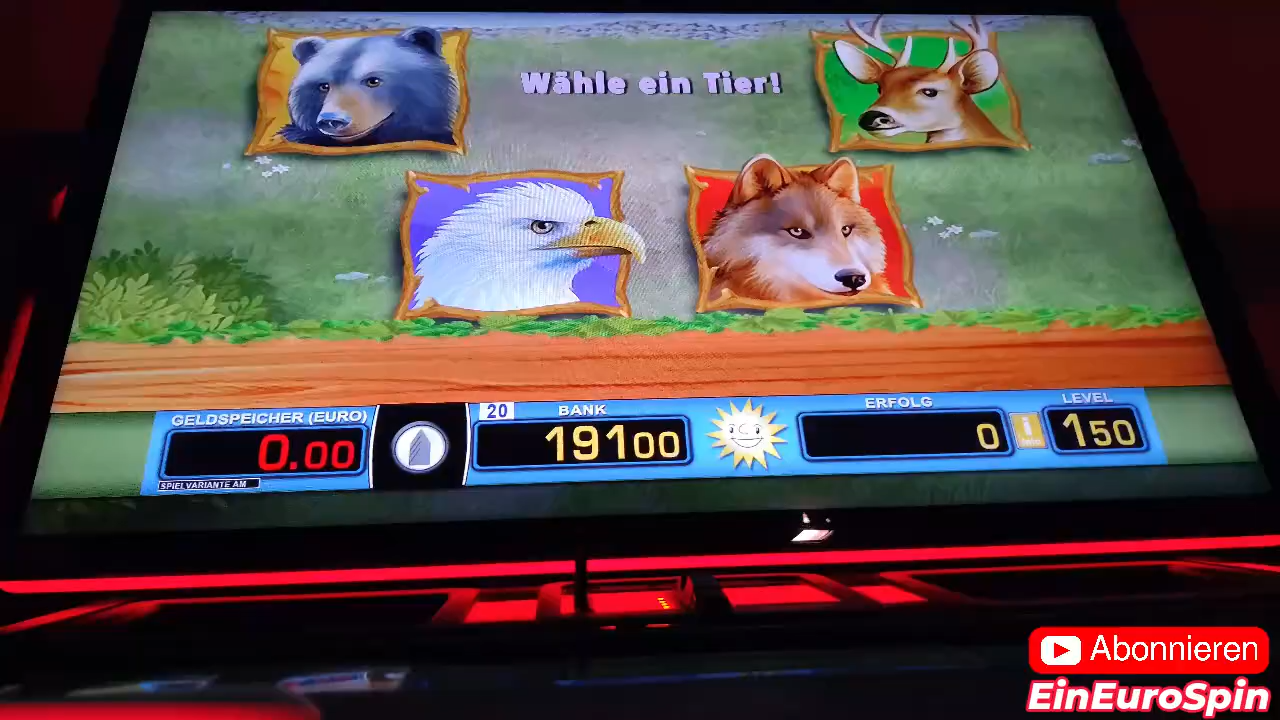 Wähle ein Tier!
GELDSPEICHER (EURO)
0.00
SPIELVARIANTE AM
20
BANK
19100
ERFOLG
0
i
LEVEL
150
Abonnieren
EinEuroSpin